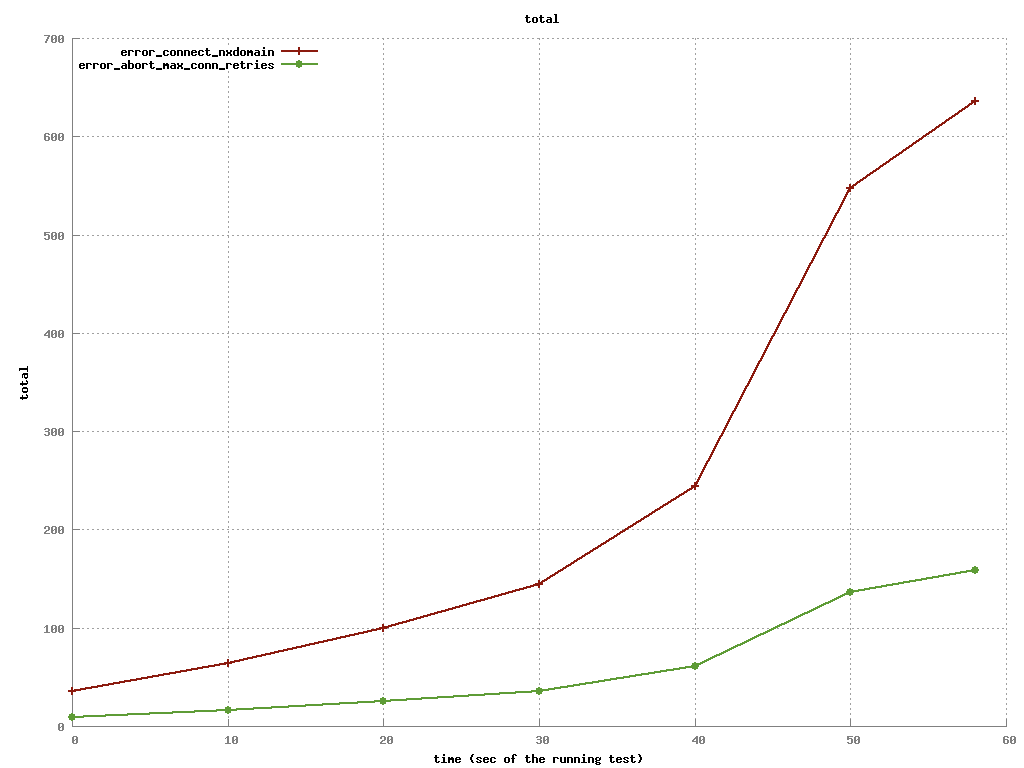 total
700
error_connect_nxdomain
error_abort_max_conn_retries
600
500
400
total
300
200
100
0
0 10 20 30 40 50 60
time (sec of the running test)